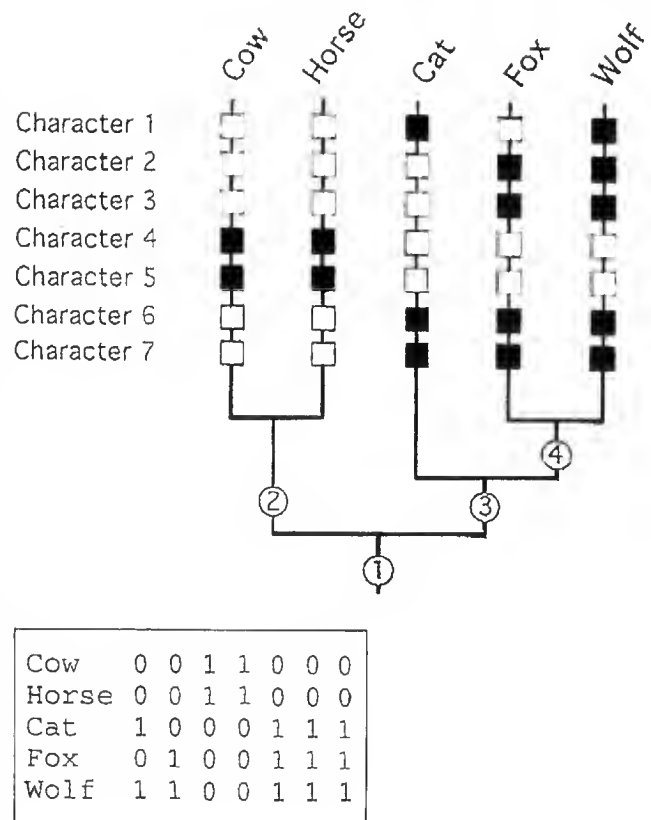 Cow Horse Cat Fox Wolf
Character 1
Character 2
Character 3
Character 4
Character 5
Character 6
Character 7
4
2 3
1
Cow 0 0 1 1 0 0 0
Horse 0 0 1 1 0 0 0
Cat 1 0 0 0 1 1 1
Fox 0 1 0 0 1 1 1
Wolf 1 1 0 0 1 1 1